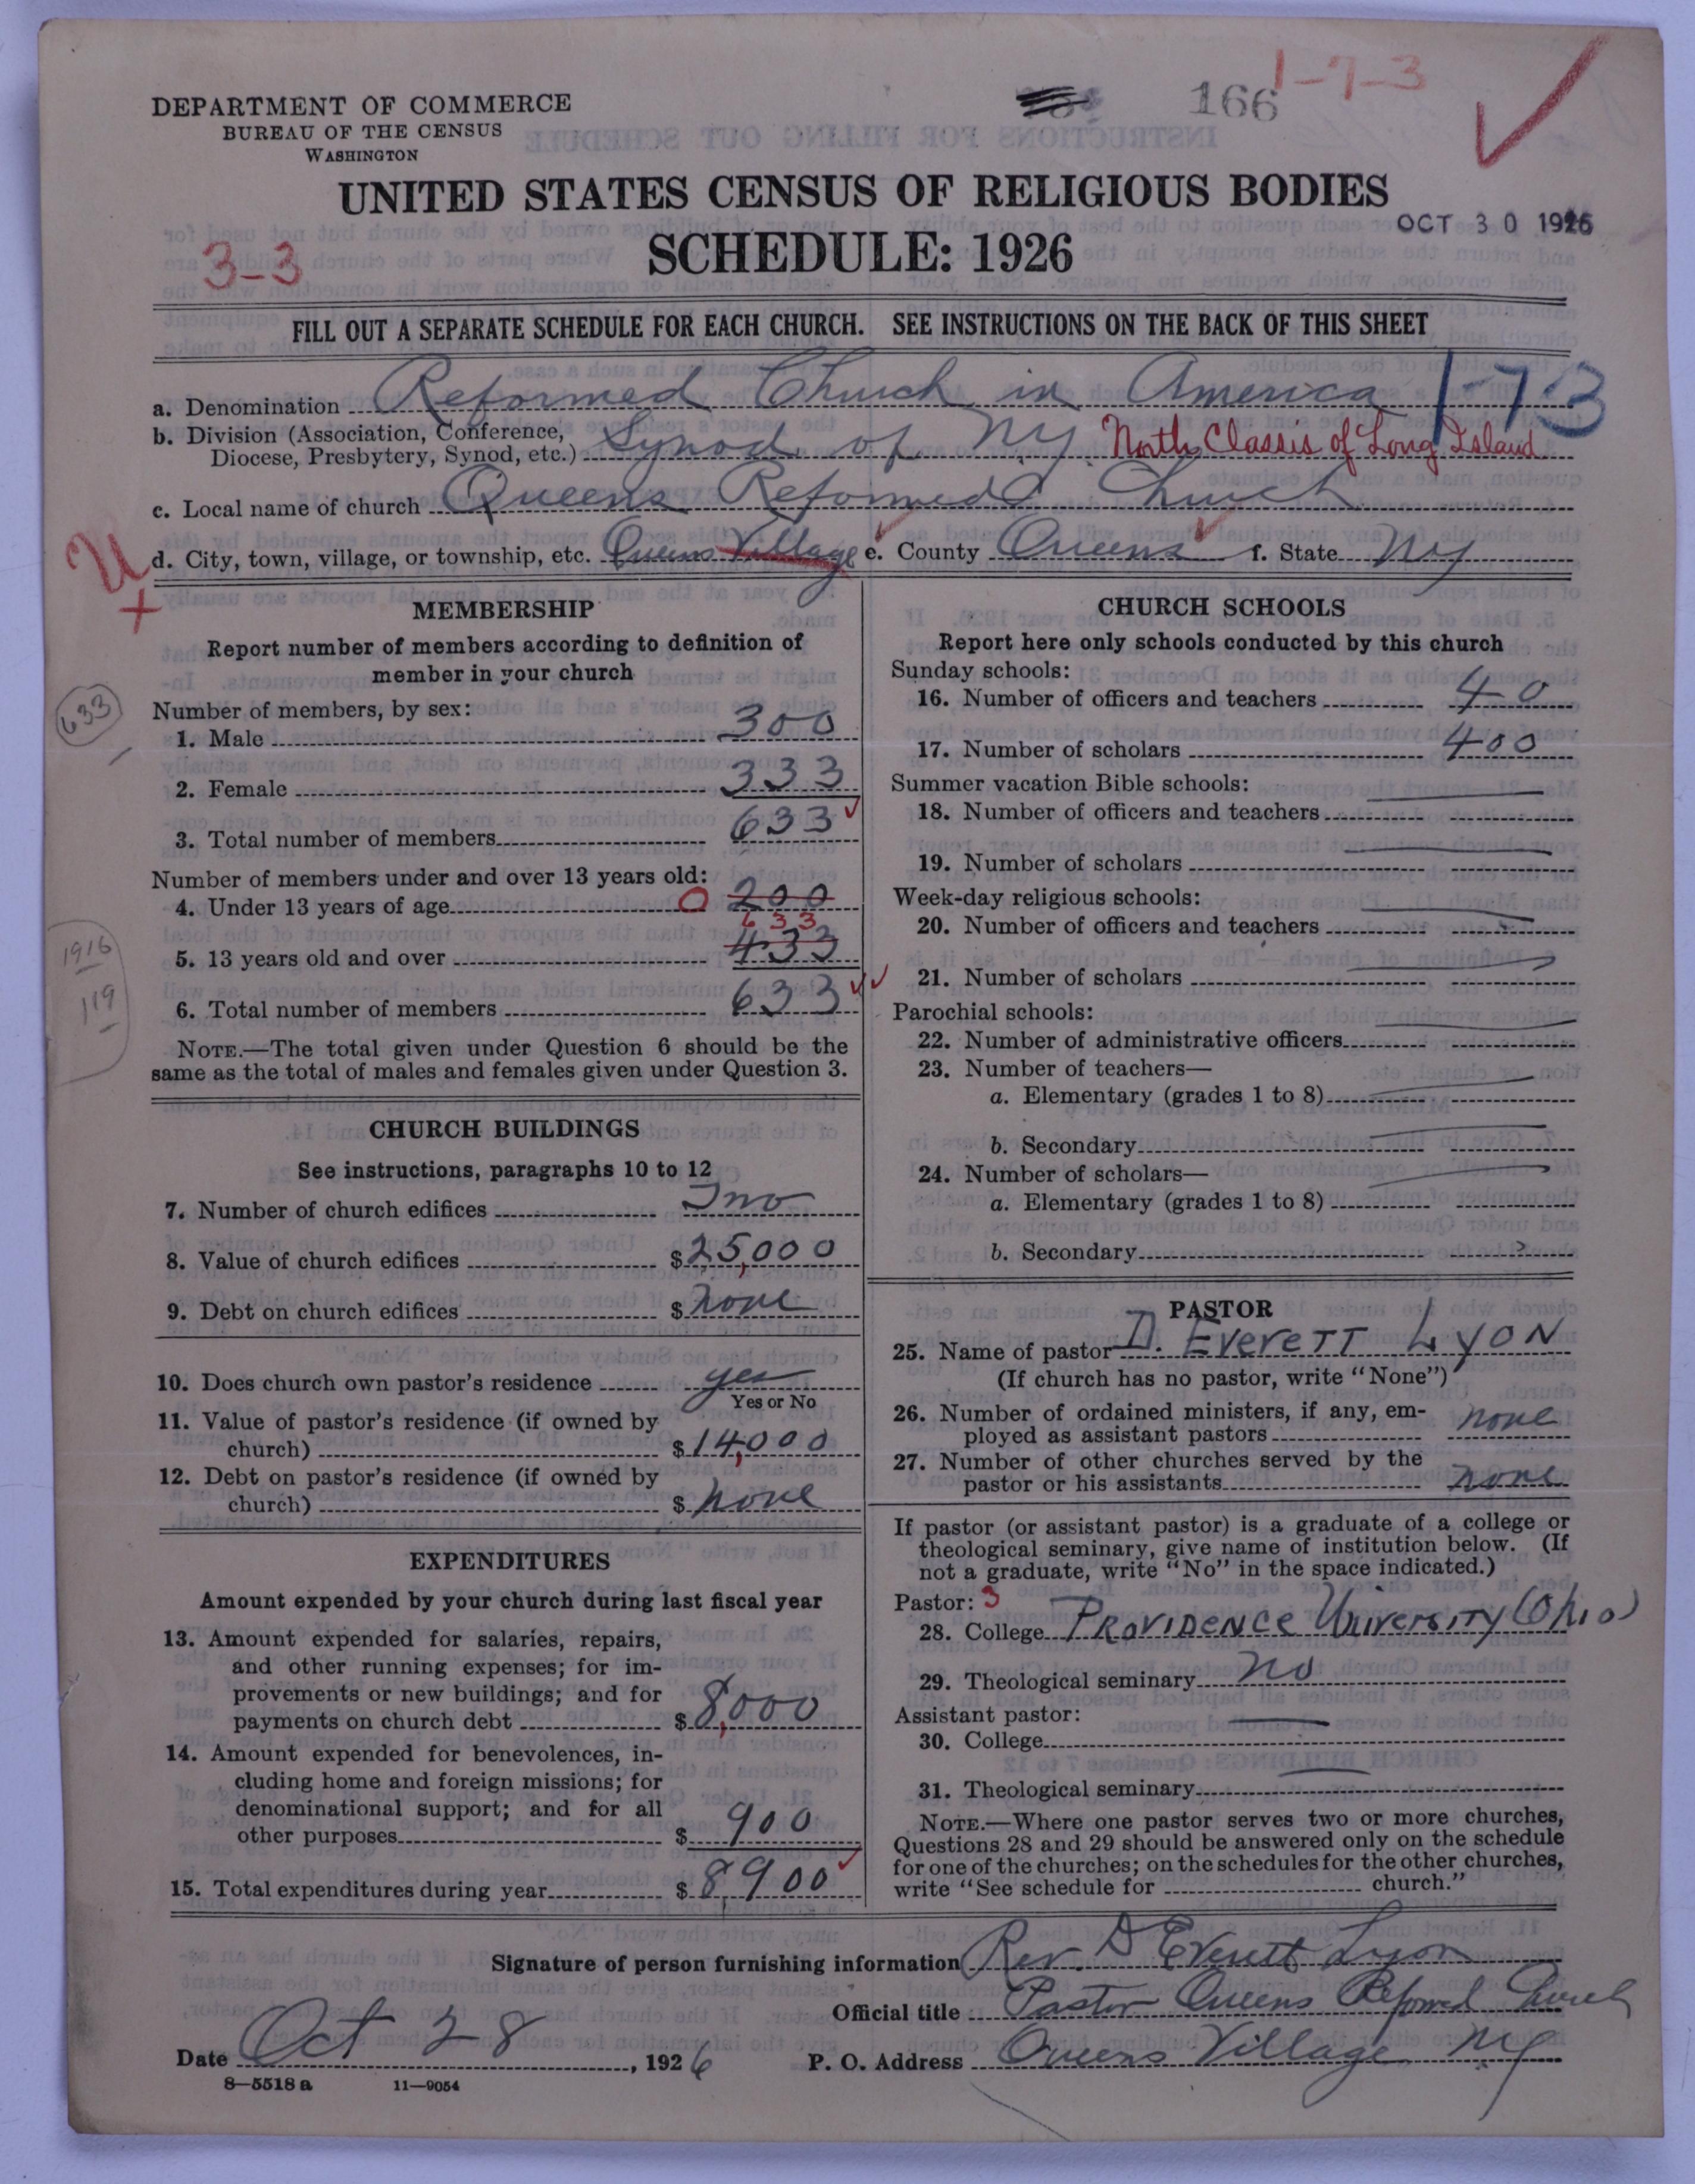 1-7-3
166
DEPARTMENT OF COMMERCE
BUREAU OF THE CENSUS
WASHINGTON
UNITED STATES CENSUS OF RELIGIOUS BODIES
OCT 30 1926
SCHEDULE: 1926
3-3
FILL OUT A SEPARATE SCHEDULE FOR EACH CHURCH. SEE INSTRUCTIONS ON THE BACK OF THIS SHEET
a. Denomination Reformed Church in America 1-7-3
b. Division (Association, Conference,
Diocese, Presbytery, Synod, etc.) Synod of NY. North Classis of Long Island
c. Local name of church Queens Reformed Church
d. City, town, village, or township, etc. Queens Village e. County Queens f. State NY
MEMBERSHIP
Report number of members according to definition of
member in your church
Number of members, by sex:
633
1. Male 300
2. Female 333
3. Total number of members 633
Number of members under and over 13 years old:
4. Under 13 years of age 0 200
633
5. 13 years old and over 433
1916
119
6. Total number of members 633
NOTE.—The total given under Question 6 should be the
same as the total of males and females given under Question 3.
CHURCH BUILDINGS
See instructions, paragraphs 10 to 12
7. Number of church edifices Two
8. Value of church edifices $25,000
9. Debt on church edifices $ none
10. Does church own pastor's residence yes
Yes or No
11. Value of pastor's residence (if owned by
church) $14,000
12. Debt on pastor's residence (if owned by
church) $ none
EXPENDITURES
Amount expended by your church during last fiscal year
13. Amount expended for salaries, repairs,
and other running expenses; for im-
provements or new buildings; and for
payments on church debt $ 8,000
14. Amount expended for benevolences, in-
cluding home and foreign missions; for
denominational support; and for all
other purposes $ 900
15. Total expenditures during year $ 8,900
CHURCH SCHOOLS
Report here only schools conducted by this church
Sunday schools:
16. Number of officers and teachers 40
17. Number of scholars 400
Summer vacation Bible schools:
18. Number of officers and teachers
19. Number of scholars
Week-day religious schools:
20. Number of officers and teachers
21. Number of scholars
Parochial schools:
22. Number of administrative officers
23. Number of teachers—
a. Elementary (grades 1 to 8)
b. Secondary
24. Number of scholars—
a. Elementary (grades 1 to 8)
b. Secondary
PASTOR
25. Name of pastor D. Everett Lyon
(If church has no pastor, write "None")
26. Number of ordained ministers, if any, em-
ployed as assistant pastors none
27. Number of other churches served by the
pastor or his assistants none
If pastor (or assistant pastor) is a graduate of a college or
theological seminary, give name of institution below. (If
not a graduate, write "No" in the space indicated.)
Pastor: 3
28. College Providence University (Ohio)
29. Theological seminary no
Assistant pastor:
30. College
31. Theological seminary
NOTE.—Where one pastor serves two or more churches,
Questions 28 and 29 should be answered only on the schedule
for one of the churches; on the schedules for the other churches,
write "See schedule for church."
Signature of person furnishing information Rev. D Everett Lyon
Official title Pastor Queens Reformed Church
Date Oct 28, 1926 P. O. Address Queens Village NY
8—5518 a 11—9054